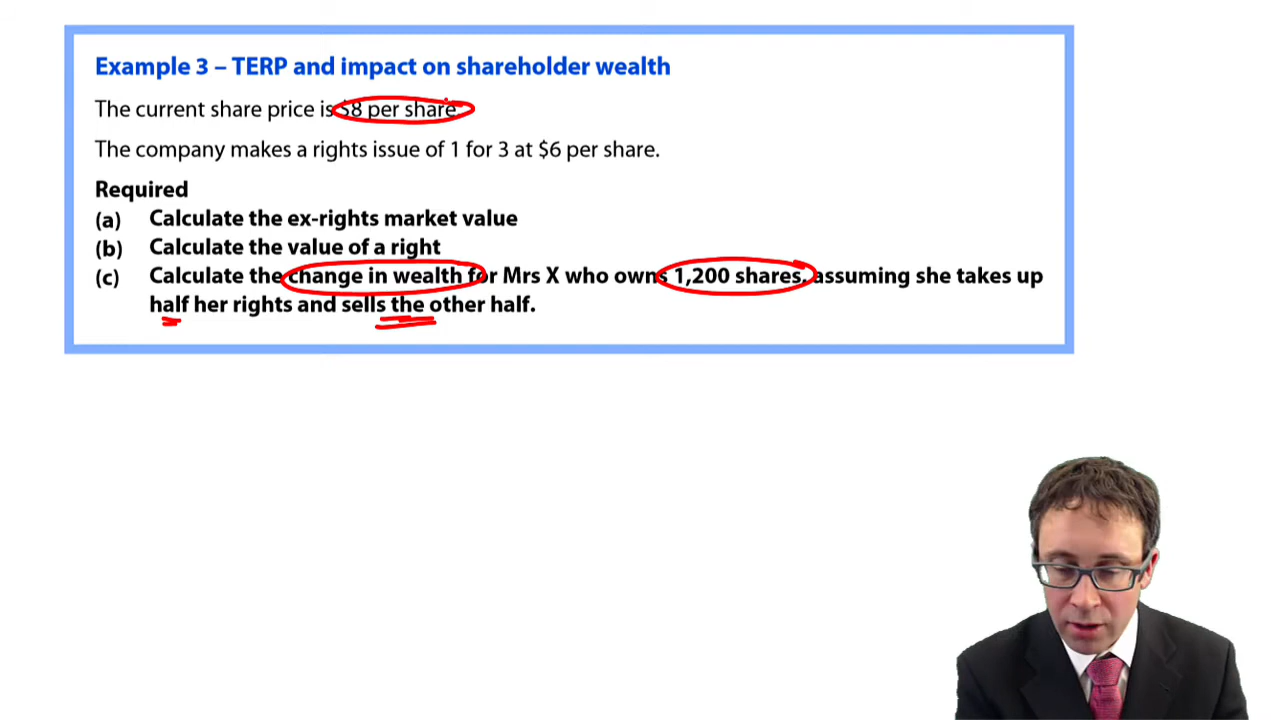 Example 3 – TERP and impact on shareholder wealth
The current share price is $8 per share.
The company makes a rights issue of 1 for 3 at $6 per share.
Required
(a) Calculate the ex-rights market value
(b) Calculate the value of a right
(c) Calculate the change in wealth for Mrs X who owns 1,200 shares, assuming she takes up
half her rights and sells the other half.